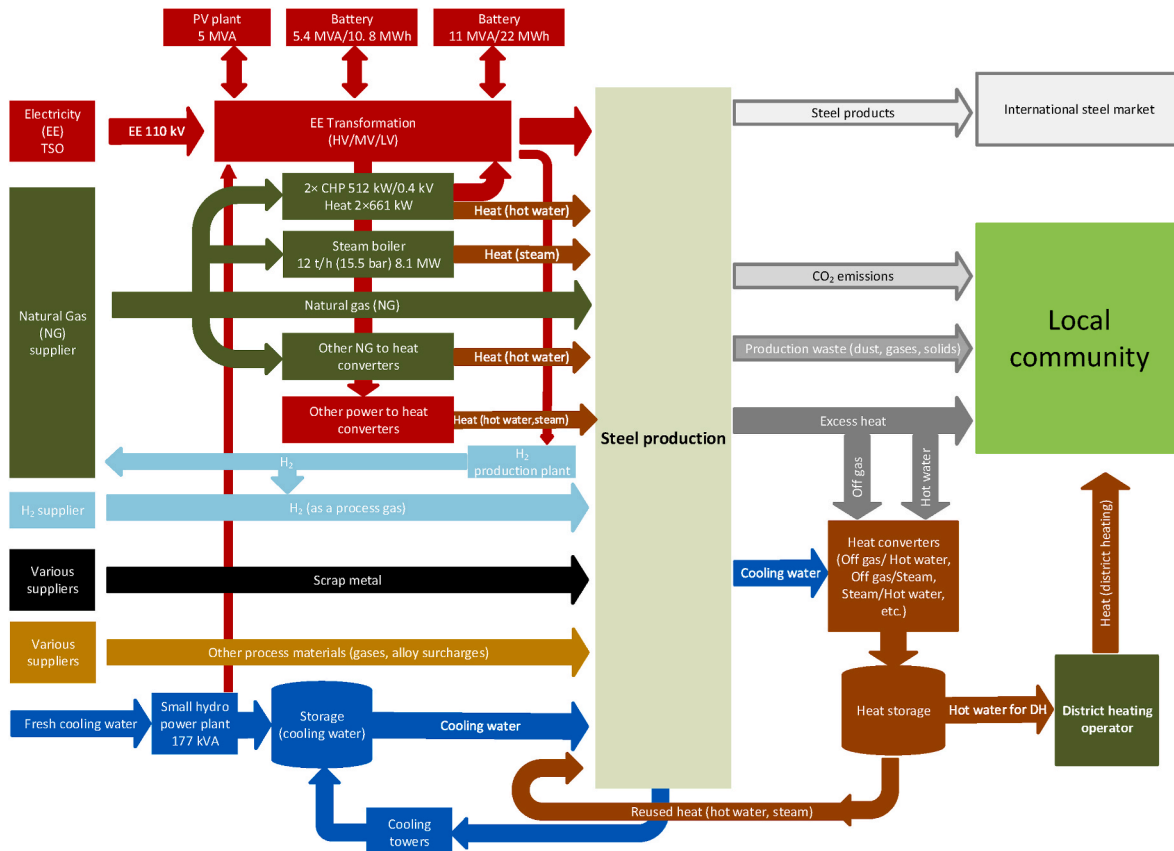 PV plant
5 MVA
Battery
5.4 MVA/10. 8 MWh
Battery
11 MVA/22 MWh
Electricity
(EE)
TSO
EE 110 kV
EE Transformation
(HV/MV/LV)
Steel products
International steel market
2× CHP 512 kW/0.4 kV
Heat 2×661 kW
Heat (hot water)
Steam boiler
12 t/h (15.5 bar) 8.1 MW
Heat (steam)
CO₂ emissions
Natural Gas
(NG)
supplier
Natural gas (NG)
Local
community
Other NG to heat
converters
Heat (hot water)
Production waste (dust, gases, solids)
Other power to heat
converters
Heat (hot water,steam)
Steel production
Excess heat
H₂
H₂
production plant
Off gas
Hot water
H₂ supplier
H₂ (as a process gas)
Heat converters
(Off gas/ Hot water,
Off gas/Steam,
Steam/Hot water,
etc.)
Heat (district heating)
Various
suppliers
Scrap metal
Cooling water
Various
suppliers
Other process materials (gases, alloy surcharges)
Fresh cooling water
Small hydro
power plant
177 kVA
Storage
(cooling water)
Cooling water
Heat storage
Hot water for DH
District heating
operator
Reused heat (hot water, steam)
Cooling
towers